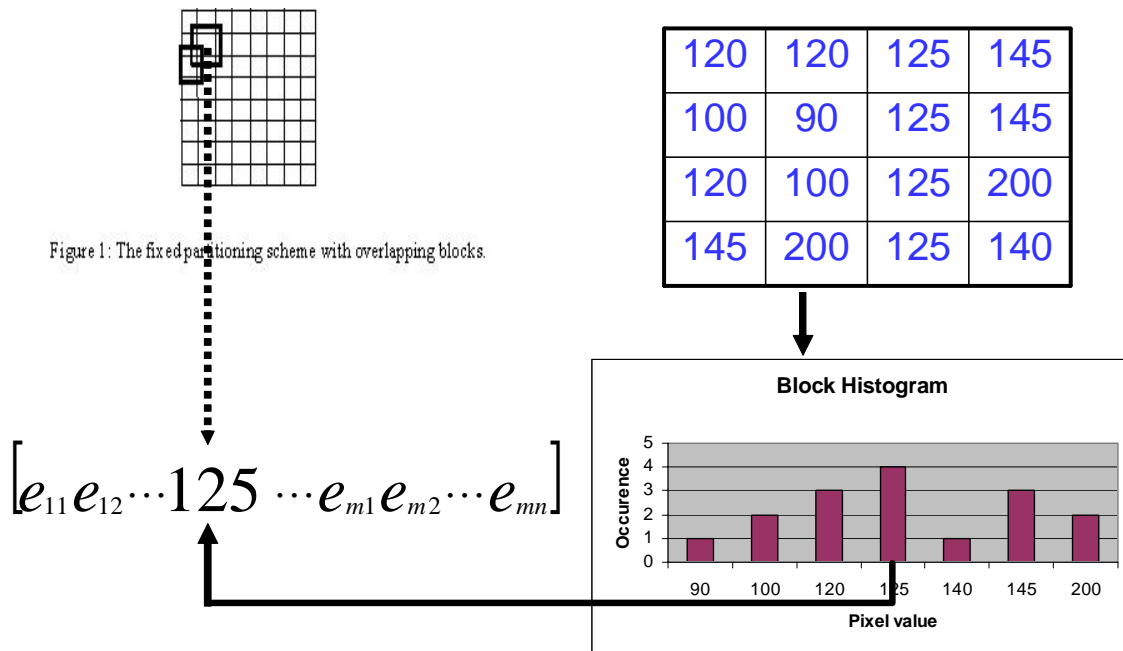 120 120 125 145
100 90 125 145
120 100 125 200
145 200 125 140
Figure 1: The fixed partitioning scheme with overlapping blocks.
[e11 e12 ··· 125 ··· em1 em2 ··· emn]
Block Histogram
Occurence
5
4
3
2
1
0
90 100 120 125 140 145 200
Pixel value